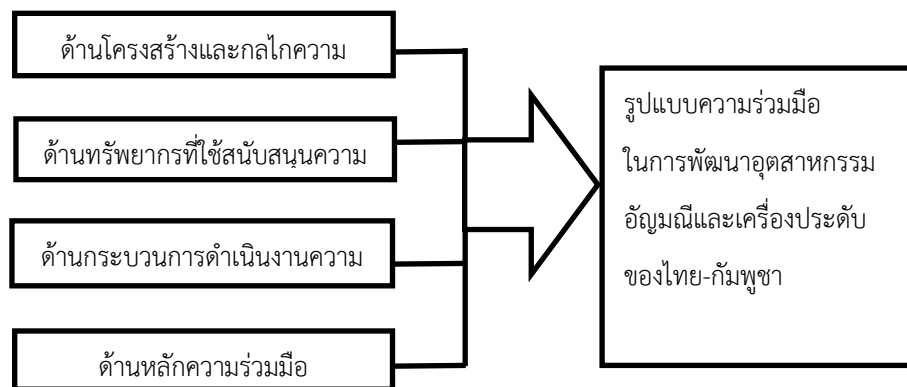 ด้านโครงสร้างและกลไกความ
ด้านทรัพยากรที่ใช้สนับสนุนความ
ด้านกระบวนการดำเนินงานความ
ด้านหลักความร่วมมือ
รูปแบบความร่วมมือ
ในการพัฒนาอุตสาหกรรม
อัญมณีและเครื่องประดับ
ของไทย-กัมพูชา